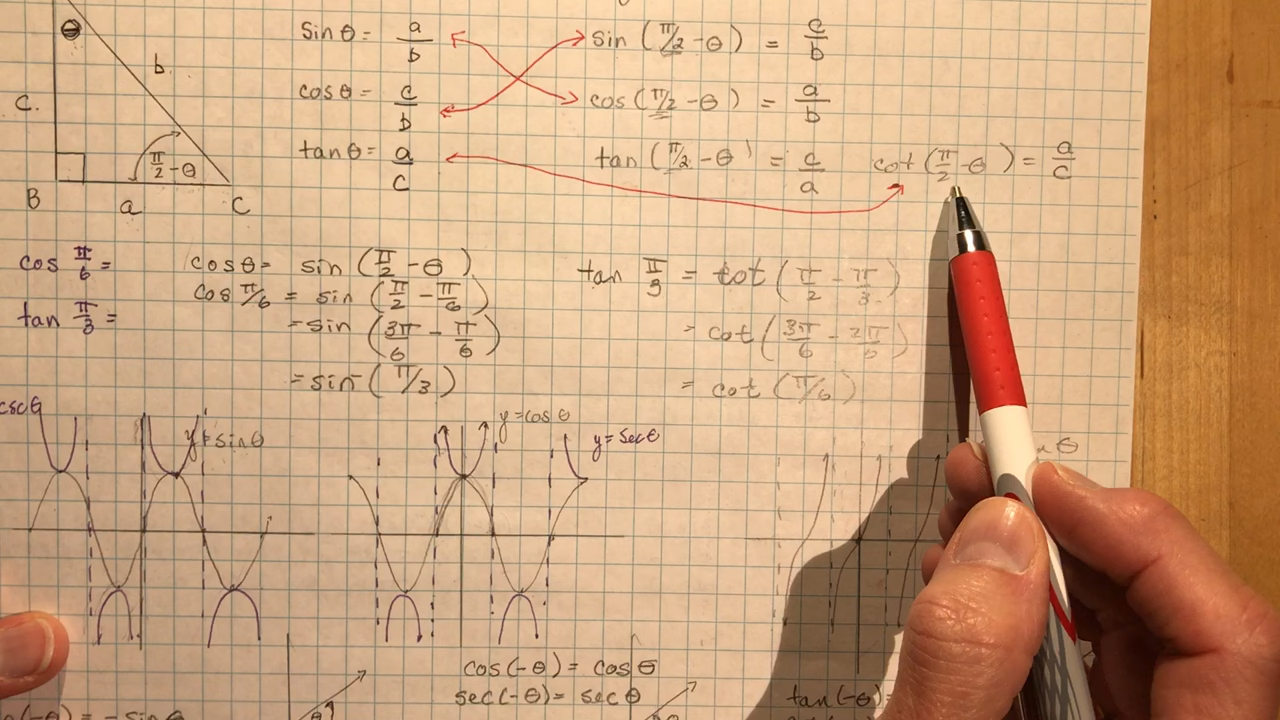 θ
b.
C.
π/2 - θ
B a C
sin θ = a/b
sin (π/2 - θ) = c/b
cos θ = c/b
cos (π/2 - θ) = a/b
tan θ = a/c
tan (π/2 - θ) = c/a
cot (π/2 - θ) = a/c
cos π/6 =
tan π/3 =
cos θ = sin (π/2 - θ)
cos π/6 = sin (π/2 - π/6)
= sin (3π/6 - π/6)
= sin (π/3)
tan π/3 = cot (π/2 - π/3)
= cot (3π/6 - 2π/6)
= cot (π/6)
csc θ
y = sin θ
y = cos θ
y = sec θ
θ
cos(-θ) = cos θ
sec(-θ) = sec θ
(-θ) = - sin θ
θ
tan(-θ) =